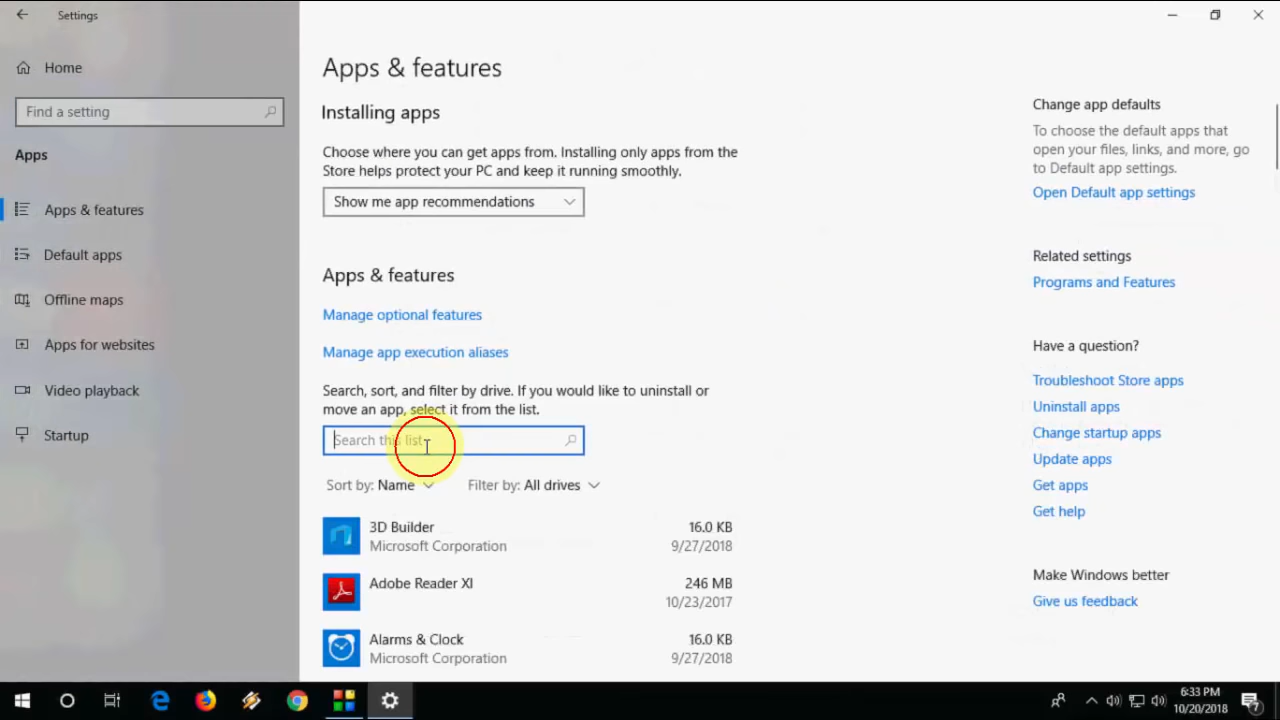 Settings
Home
Find a setting
Apps
Apps & features
Default apps
Offline maps
Apps for websites
Video playback
Startup
Apps & features
Installing apps
Choose where you can get apps from. Installing only apps from the
Store helps protect your PC and keep it running smoothly.
Show me app recommendations
Apps & features
Manage optional features
Manage app execution aliases
Search, sort, and filter by drive. If you would like to uninstall or
move an app, select it from the list.
Search this list
Sort by: Name
Filter by: All drives
3D Builder
16.0 KB
Microsoft Corporation
9/27/2018
Adobe Reader XI
246 MB
10/23/2017
Alarms & Clock
16.0 KB
Microsoft Corporation
9/27/2018
Change app defaults
To choose the default apps that
open your files, links, and more, go
to Default app settings.
Open Default app settings
Related settings
Programs and Features
Have a question?
Troubleshoot Store apps
Uninstall apps
Change startup apps
Update apps
Get apps
Get help
Make Windows better
Give us feedback
6:33 PM
10/20/2018
7